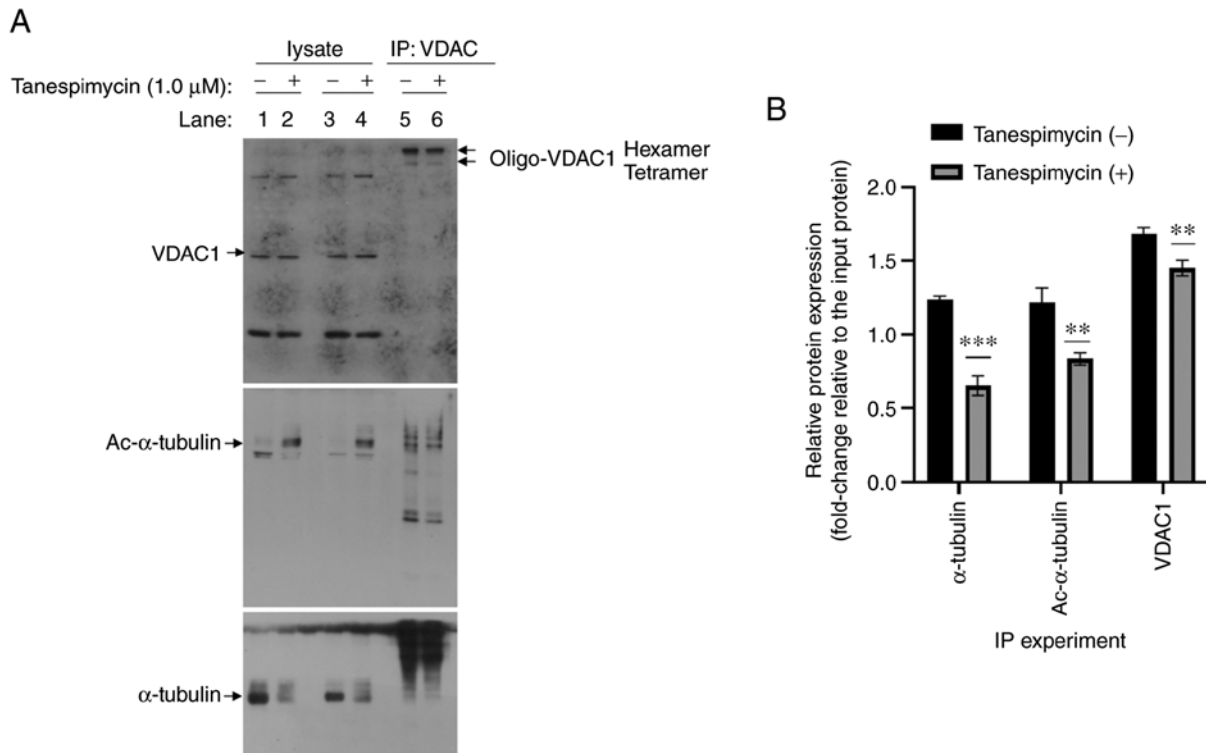 A
lysate
IP: VDAC
Tanespimycin (1.0 μM): − + − + − +
Lane: 1 2 3 4 5 6
Oligo-VDAC1 Hexamer
Tetramer
VDAC1
Ac-α-tubulin
α-tubulin
B
Tanespimycin (−)
Tanespimycin (+)
Relative protein expression
(fold-change relative to the input protein)
2.0
1.5
1.0
0.5
0.0
***
**
**
α-tubulin
Ac-α-tubulin
VDAC1
IP experiment